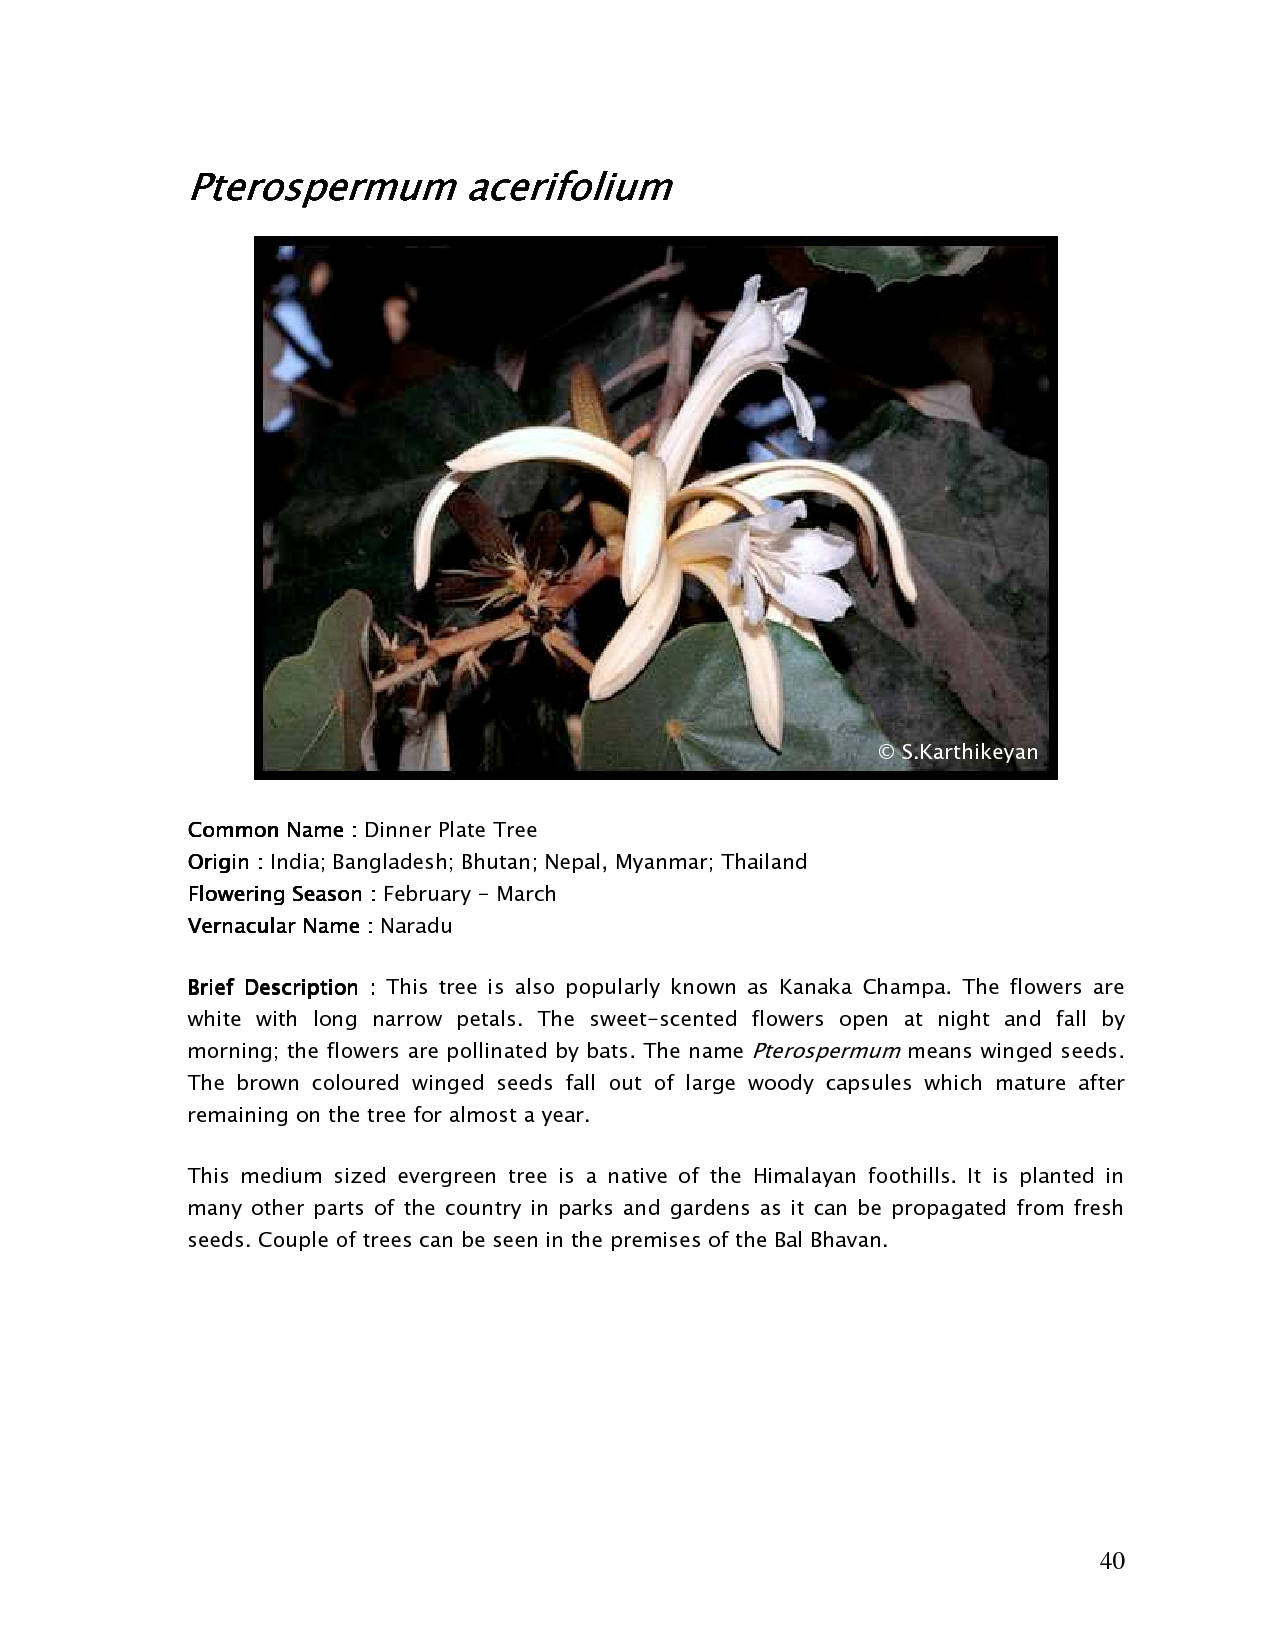 Pterospermum acerifolium
© S.Karthikeyan
Common Name : Dinner Plate Tree
Origin : India; Bangladesh; Bhutan; Nepal, Myanmar; Thailand
Flowering Season : February - March
Vernacular Name : Naradu
Brief Description : This tree is also popularly known as Kanaka Champa. The flowers are
white with long narrow petals. The sweet-scented flowers open at night and fall by
morning; the flowers are pollinated by bats. The name Pterospermum means winged seeds.
The brown coloured winged seeds fall out of large woody capsules which mature after
remaining on the tree for almost a year.
This medium sized evergreen tree is a native of the Himalayan foothills. It is planted in
many other parts of the country in parks and gardens as it can be propagated from fresh
seeds. Couple of trees can be seen in the premises of the Bal Bhavan.
40